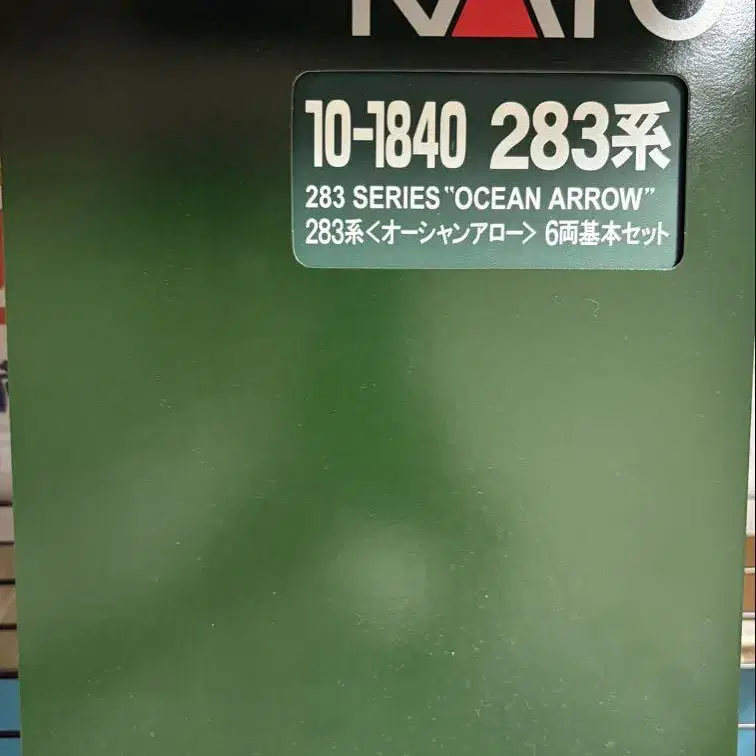 KATO
10-1840 283系
283 SERIES "OCEAN ARROW"
283系<オーシャンアロー> 6両基本セット